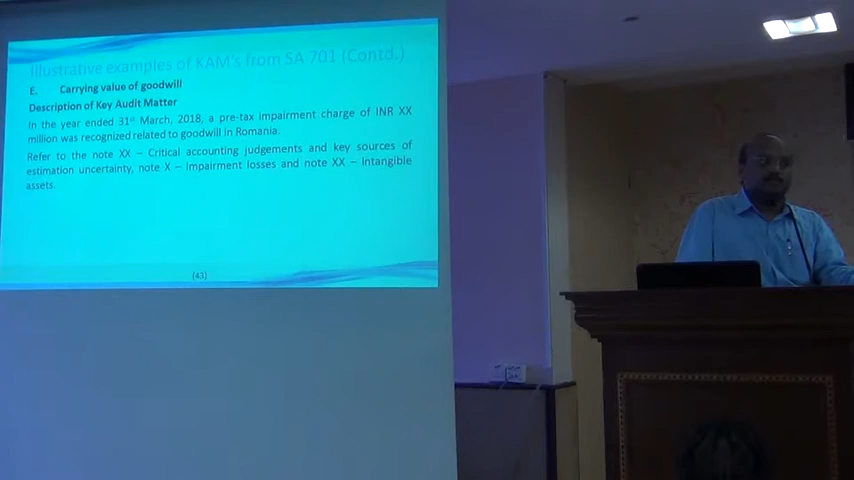 Illustrative examples of KAM's from SA 701 (Contd.)
E. Carrying value of goodwill
Description of Key Audit Matter
In the year ended 31st March, 2018, a pre-tax impairment charge of INR XX
million was recognized related to goodwill in Romania.
Refer to the note XX – Critical accounting judgements and key sources of
estimation uncertainty, note X – Impairment losses and note XX – Intangible
assets.
(43)